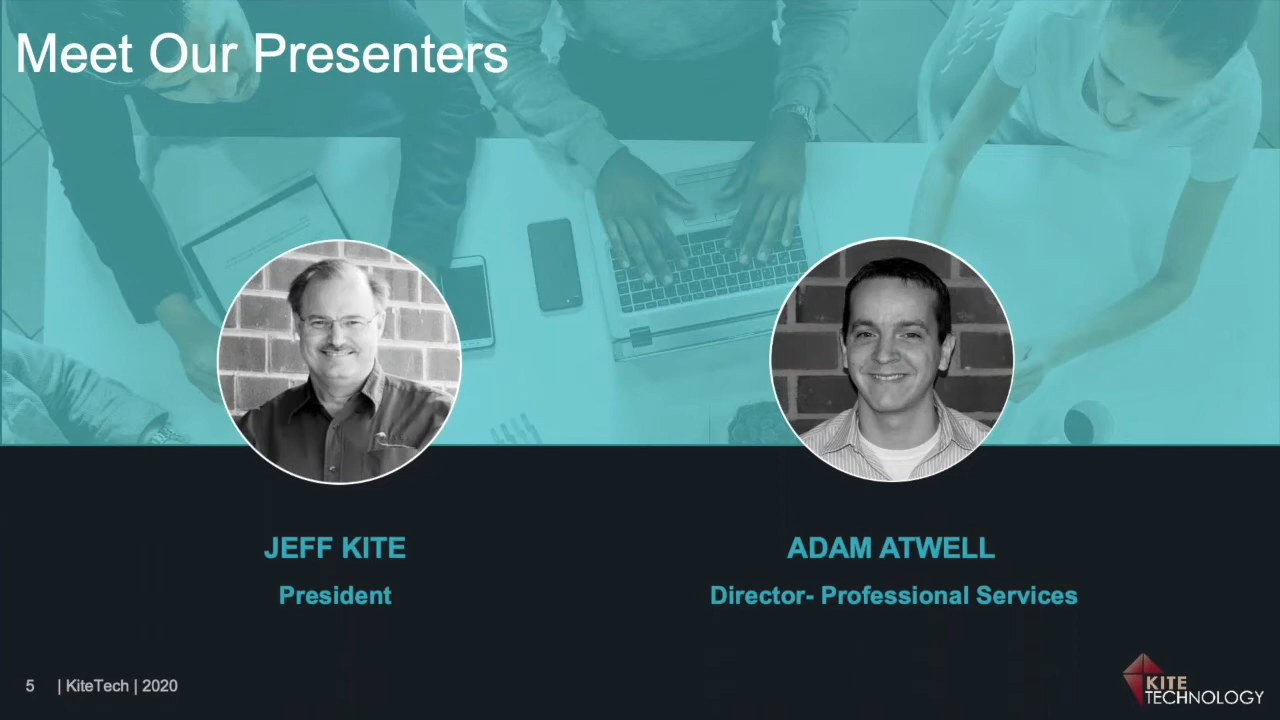 Meet Our Presenters
JEFF KITE
President
ADAM ATWELL
Director- Professional Services
5 | KiteTech | 2020
KITE
TECHNOLOGY